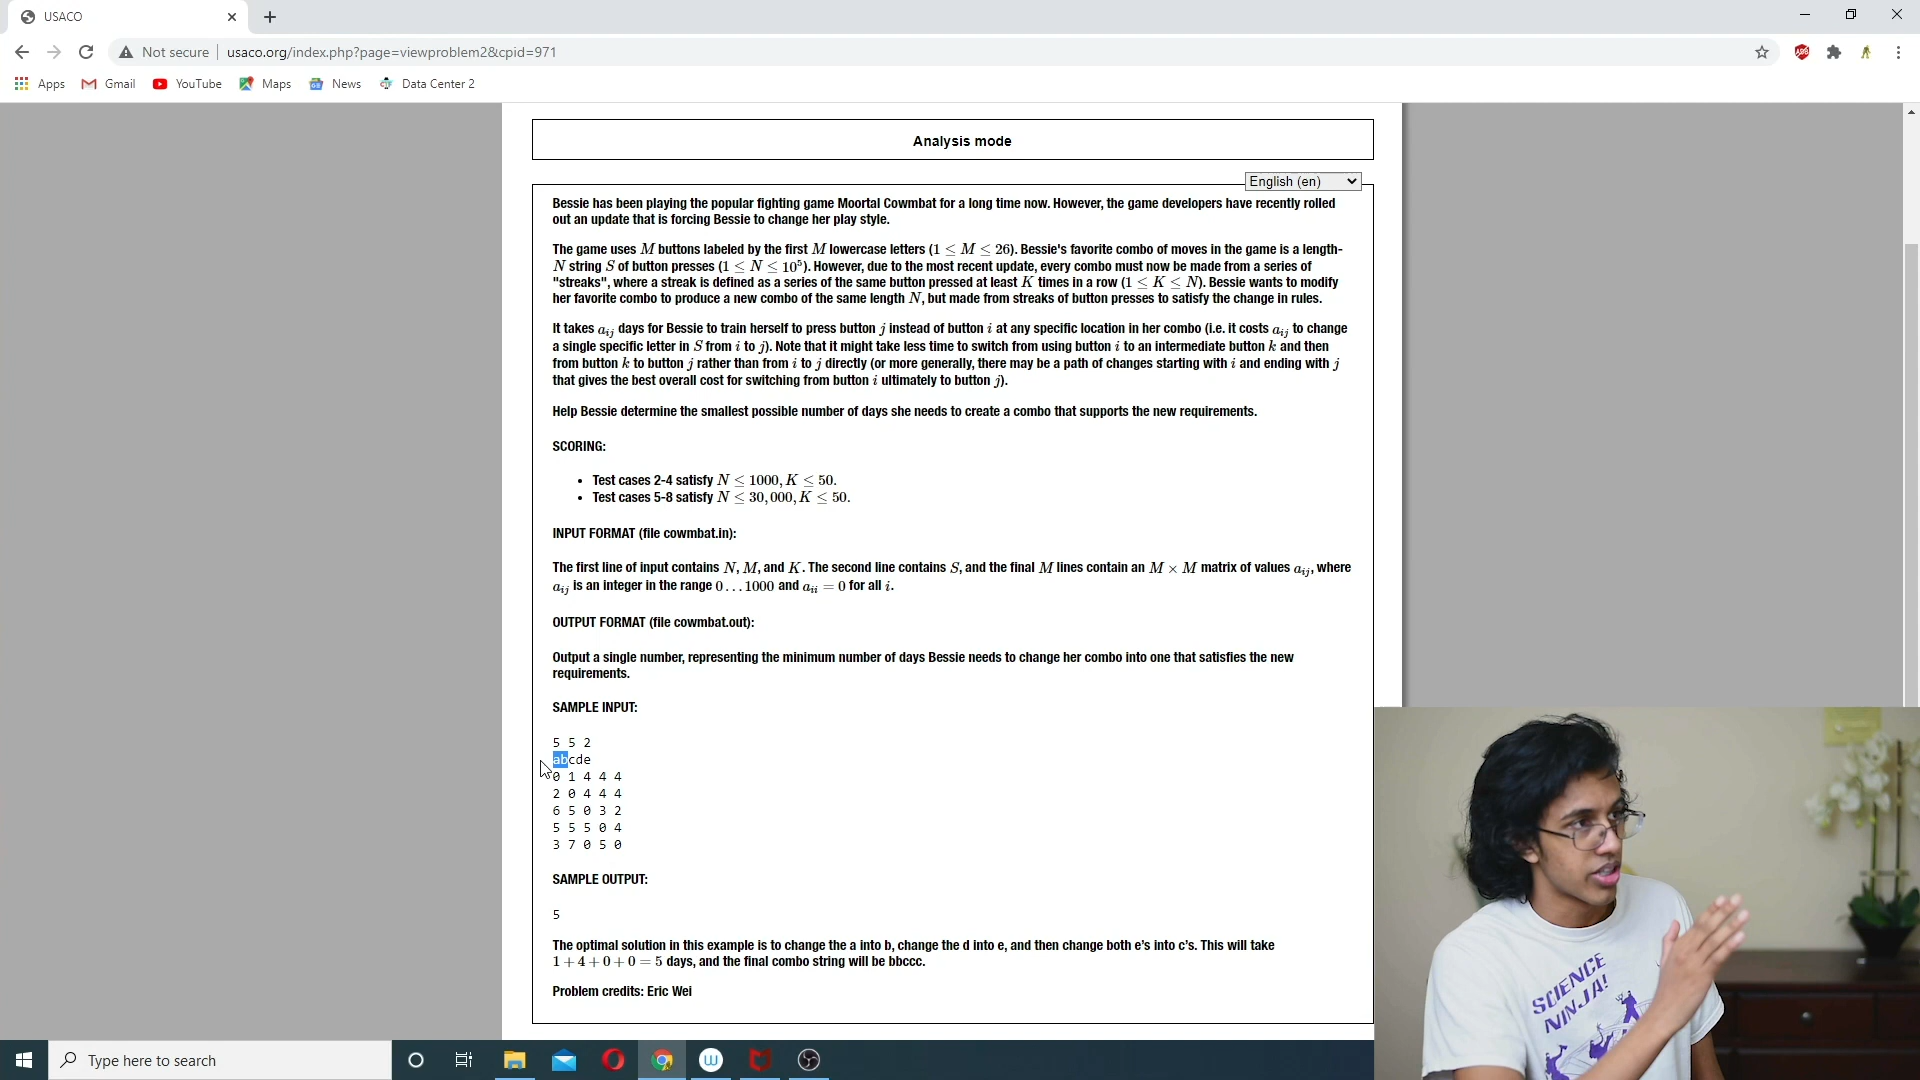 USACO
Not secure | usaco.org/index.php?page=viewproblem2&cpid=971
Apps Gmail YouTube Maps News Data Center 2
Analysis mode
English (en)
Bessie has been playing the popular fighting game Moortal Cowmbat for a long time now. However, the game developers have recently rolled
out an update that is forcing Bessie to change her play style.
The game uses M buttons labeled by the first M lowercase letters (1 ≤ M ≤ 26). Bessie's favorite combo of moves in the game is a length-
N string S of button presses (1 ≤ N ≤ 10⁵). However, due to the most recent update, every combo must now be made from a series of
"streaks", where a streak is defined as a series of the same button pressed at least K times in a row (1 ≤ K ≤ N). Bessie wants to modify
her favorite combo to produce a new combo of the same length N, but made from streaks of button presses to satisfy the change in rules.
It takes aij days for Bessie to train herself to press button j instead of button i at any specific location in her combo (i.e. it costs aij to change
a single specific letter in S from i to j). Note that it might take less time to switch from using button i to an intermediate button k and then
from button k to button j rather than from i to j directly (or more generally, there may be a path of changes starting with i and ending with j
that gives the best overall cost for switching from button i ultimately to button j).
Help Bessie determine the smallest possible number of days she needs to create a combo that supports the new requirements.
SCORING:
• Test cases 2-4 satisfy N ≤ 1000, K ≤ 50.
• Test cases 5-8 satisfy N ≤ 30,000, K ≤ 50.
INPUT FORMAT (file cowmbat.in):
The first line of input contains N, M, and K. The second line contains S, and the final M lines contain an M × M matrix of values aij, where
aij is an integer in the range 0…1000 and aii = 0 for all i.
OUTPUT FORMAT (file cowmbat.out):
Output a single number, representing the minimum number of days Bessie needs to change her combo into one that satisfies the new
requirements.
SAMPLE INPUT:
5 5 2
abcde
0 1 4 4 4
2 0 4 4 4
6 5 0 3 2
5 5 5 0 4
3 7 0 5 0
SAMPLE OUTPUT:
5
The optimal solution in this example is to change the a into b, change the d into e, and then change both e's into c's. This will take
1 + 4 + 0 + 0 = 5 days, and the final combo string will be bbccc.
Problem credits: Eric Wei
SCIENCE
NINJA!
Type here to search